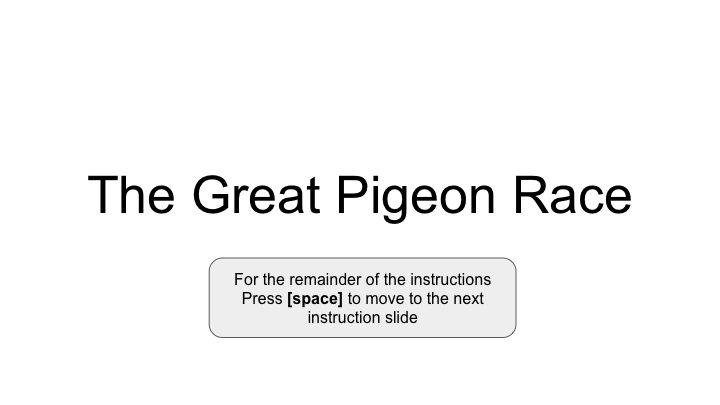 The Great Pigeon Race
For the remainder of the instructions
Press [space] to move to the next
instruction slide